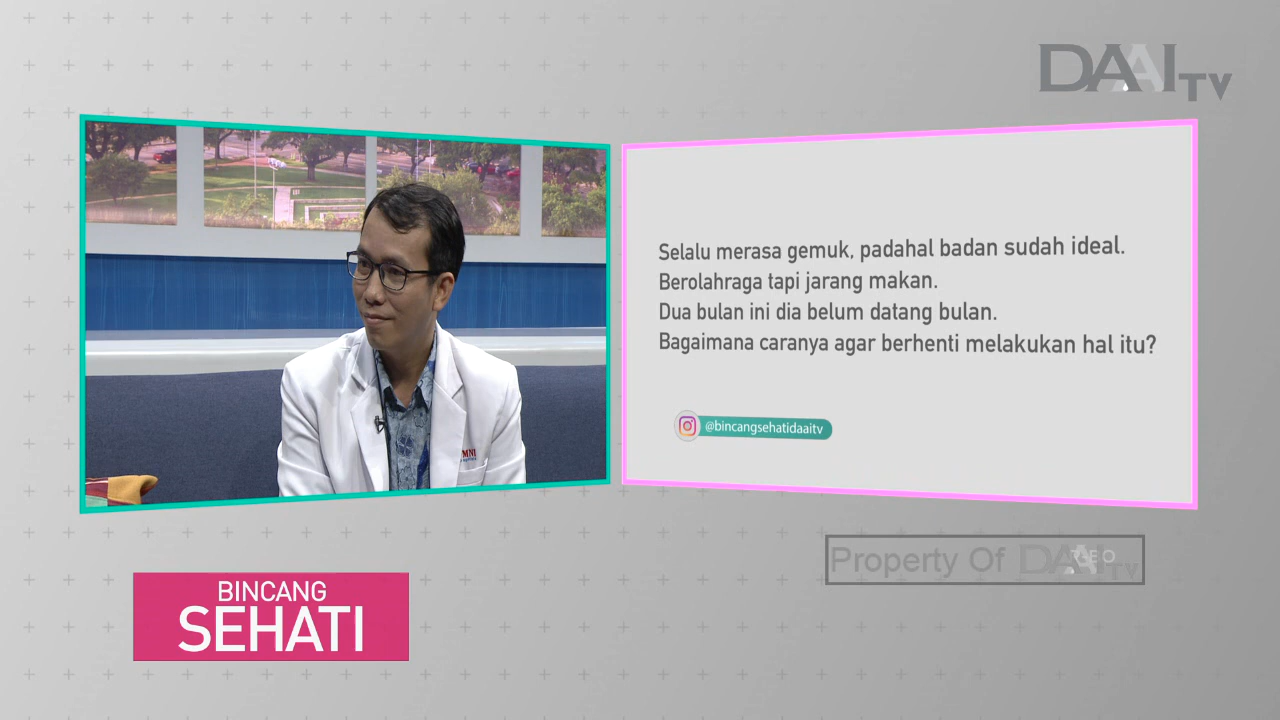 DAAI TV
Selalu merasa gemuk, padahal badan sudah ideal.
Berolahraga tapi jarang makan.
Dua bulan ini dia belum datang bulan.
Bagaimana caranya agar berhenti melakukan hal itu?
@bincangsehatidaaitv
Property Of DAAI TV
BINCANG
SEHATI